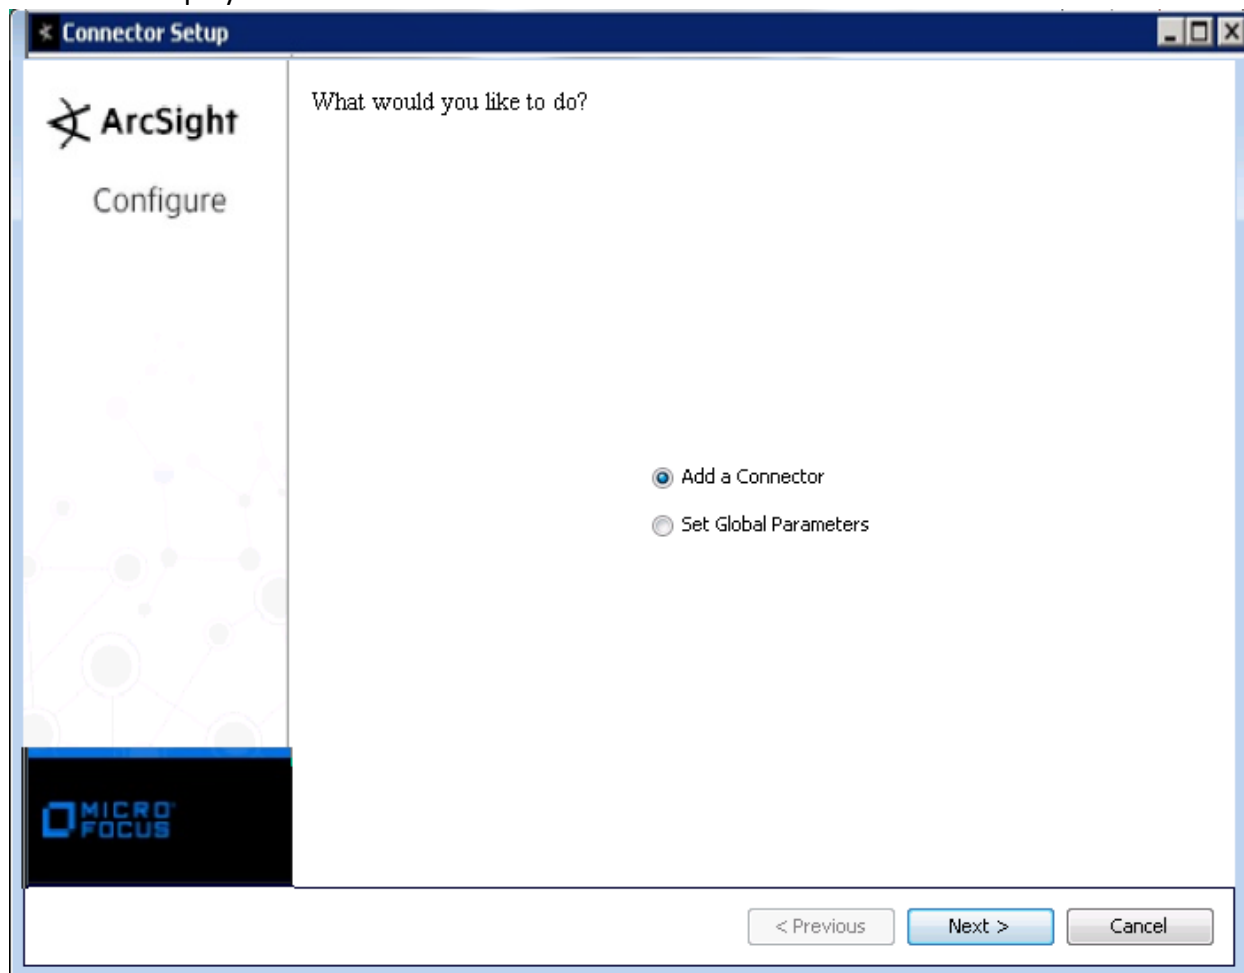 Connector Setup
ArcSight
Configure
What would you like to do?
Add a Connector
Set Global Parameters
MICRO
FOCUS
< Previous
Next >
Cancel